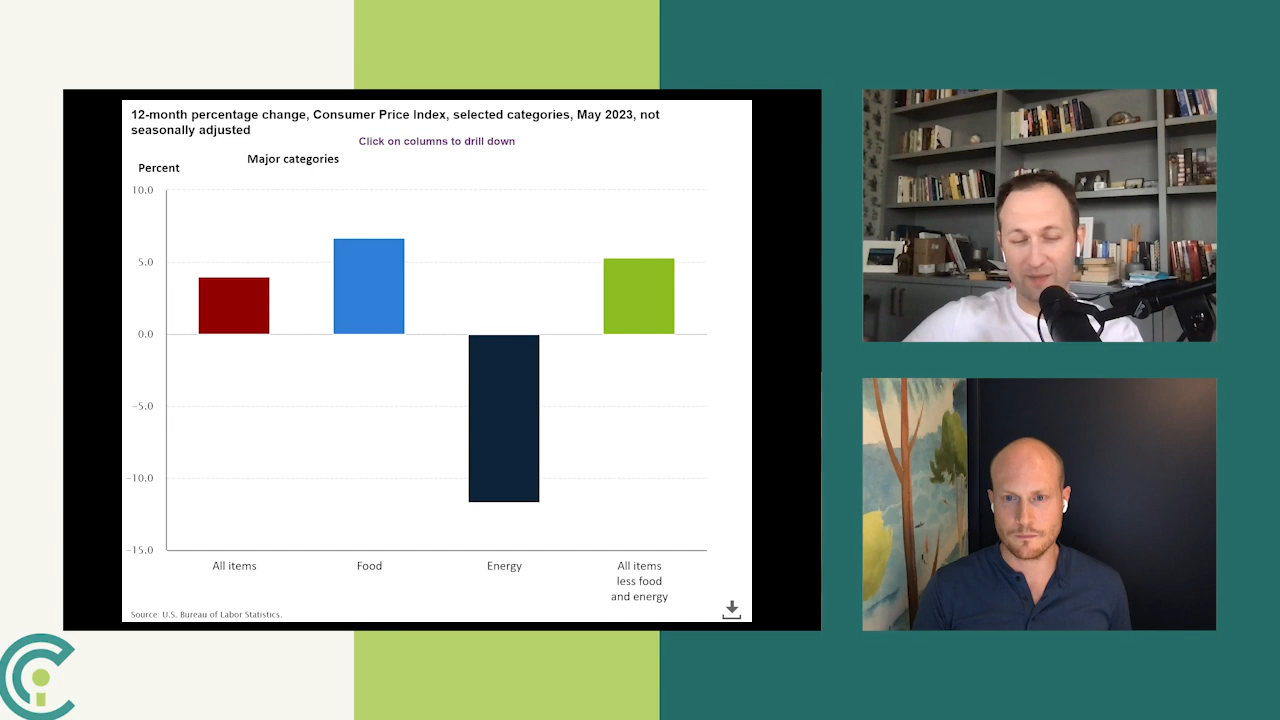 12-month percentage change, Consumer Price Index, selected categories, May 2023, not
seasonally adjusted
Click on columns to drill down
Major categories
Percent
10.0
5.0
0.0
-5.0
-10.0
-15.0
All items
Food
Energy
All items
less food
and energy
Source: U.S. Bureau of Labor Statistics.